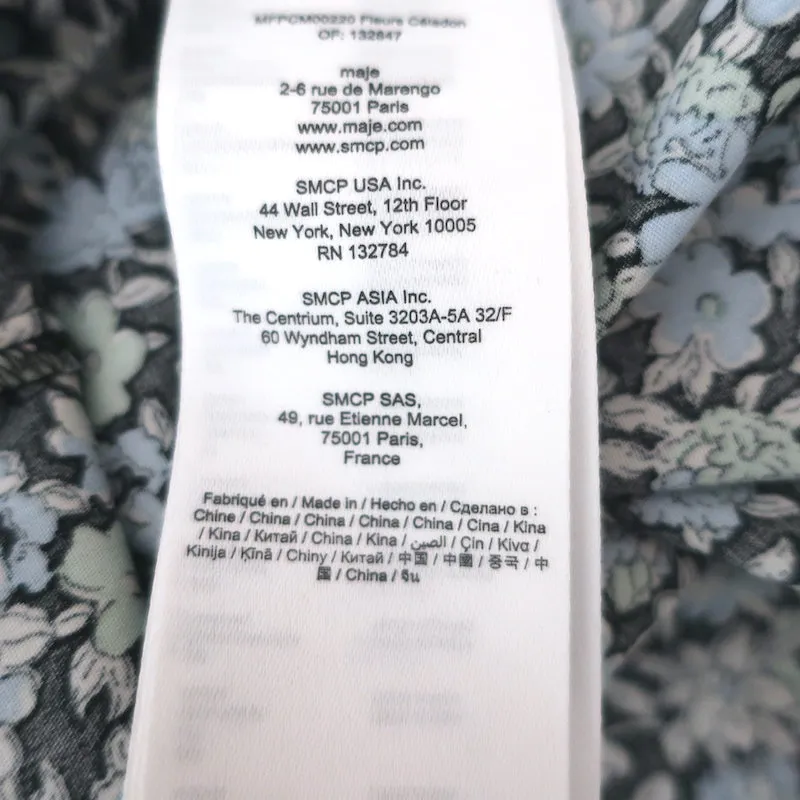 MFPCM00220 Fleurs Céladon
OF: 132647
maje
2-6 rue de Marengo
75001 Paris
www.maje.com
www.smcp.com
SMCP USA Inc.
44 Wall Street, 12th Floor
New York, New York 10005
RN 132784
SMCP ASIA Inc.
The Centrium, Suite 3203A-5A 32/F
60 Wyndham Street, Central
Hong Kong
SMCP SAS,
49, rue Etienne Marcel,
75001 Paris,
France
Fabriqué en / Made in / Hecho en / Сделано в :
Chine / China / China / China / China / Cina / Kina
/ Kina / Китай / China / Kina / الصين / Çin / Κίνα /
Kinija / Ķīnā / Chiny / Китай / 中国 / 中國 / 중국 / 中
国 / China / จีน